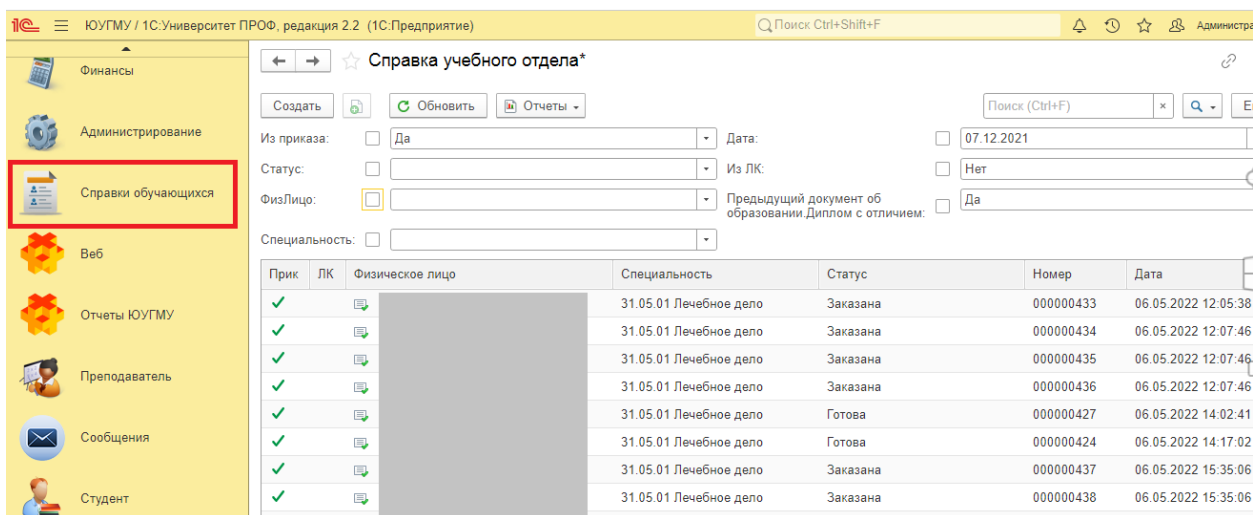 1С ЮУГМУ / 1С:Университет ПРОФ, редакция 2.2 (1С:Предприятие) Поиск Ctrl+Shift+F
Финансы
Администрирование
Справки обучающихся
Веб
Отчеты ЮУГМУ
Преподаватель
Сообщения
Студент
Справка учебного отдела*
Создать Обновить Отчеты Поиск (Ctrl+F) ×
Из приказа: Да Дата: 07.12.2021
Статус: Из ЛК: Нет
ФизЛицо: Предыдущий документ об
образовании.Диплом с отличием: Да
Специальность:
Прик ЛК Физическое лицо Специальность Статус Номер Дата
31.05.01 Лечебное дело Заказана 000000433 06.05.2022 12:05:38
31.05.01 Лечебное дело Заказана 000000434 06.05.2022 12:07:46
31.05.01 Лечебное дело Заказана 000000435 06.05.2022 12:07:46
31.05.01 Лечебное дело Заказана 000000436 06.05.2022 12:07:46
31.05.01 Лечебное дело Готова 000000427 06.05.2022 14:02:41
31.05.01 Лечебное дело Готова 000000424 06.05.2022 14:17:02
31.05.01 Лечебное дело Заказана 000000437 06.05.2022 15:35:06
31.05.01 Лечебное дело Заказана 000000438 06.05.2022 15:35:06